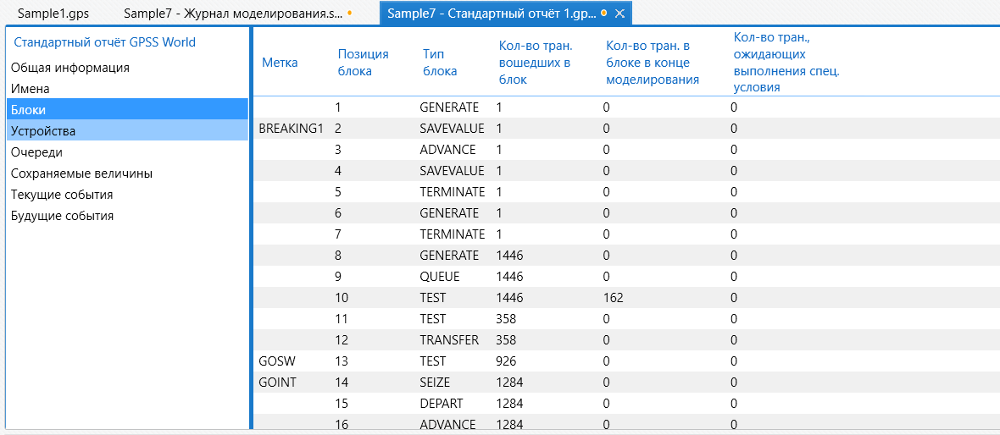 Sample1.gps Sample7 - Журнал моделирования.s... Sample7 - Стандартный отчёт 1.gp...
Стандартный отчёт GPSS World
Общая информация
Имена
Блоки
Устройства
Очереди
Сохраняемые величины
Текущие события
Будущие события
Метка
Позиция
блока
Тип
блока
Кол-во тран.
вошедших в
блок
Кол-во тран. в
блоке в конце
моделирования
Кол-во тран.,
ожидающих
выполнения спец.
условия
1 GENERATE 1 0 0
BREAKING1 2 SAVEVALUE 1 0 0
3 ADVANCE 1 0 0
4 SAVEVALUE 1 0 0
5 TERMINATE 1 0 0
6 GENERATE 1 0 0
7 TERMINATE 1 0 0
8 GENERATE 1446 0 0
9 QUEUE 1446 0 0
10 TEST 1446 162 0
11 TEST 358 0 0
12 TRANSFER 358 0 0
GOSW 13 TEST 926 0 0
GOINT 14 SEIZE 1284 0 0
15 DEPART 1284 0 0
16 ADVANCE 1284 0 0